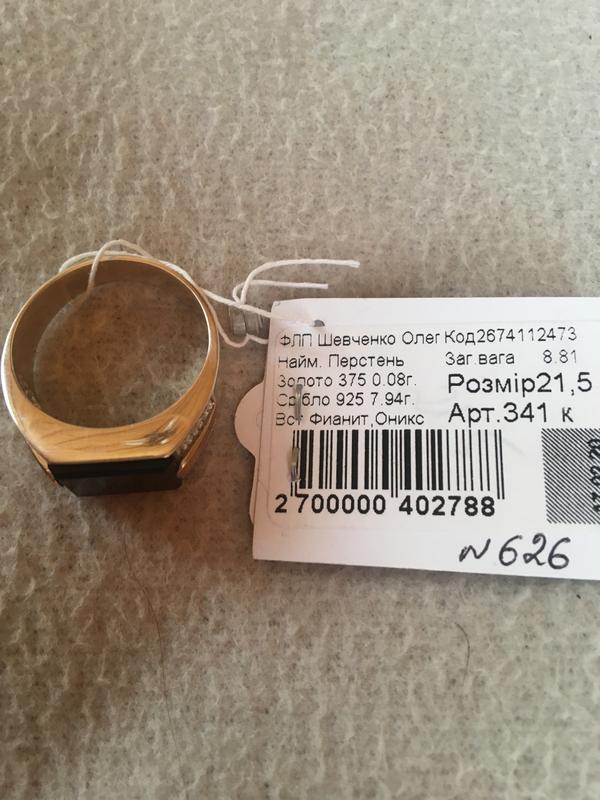 ФЛП Шевченко Олег Код2674112473
Найм. Перстень Заг.вага 8.81
Золото 375 0.08г. Розмір21,5
Срібло 925 7.94г. Арт.341 к
Вст Фианит,Оникс
2 700000 402788
N 626